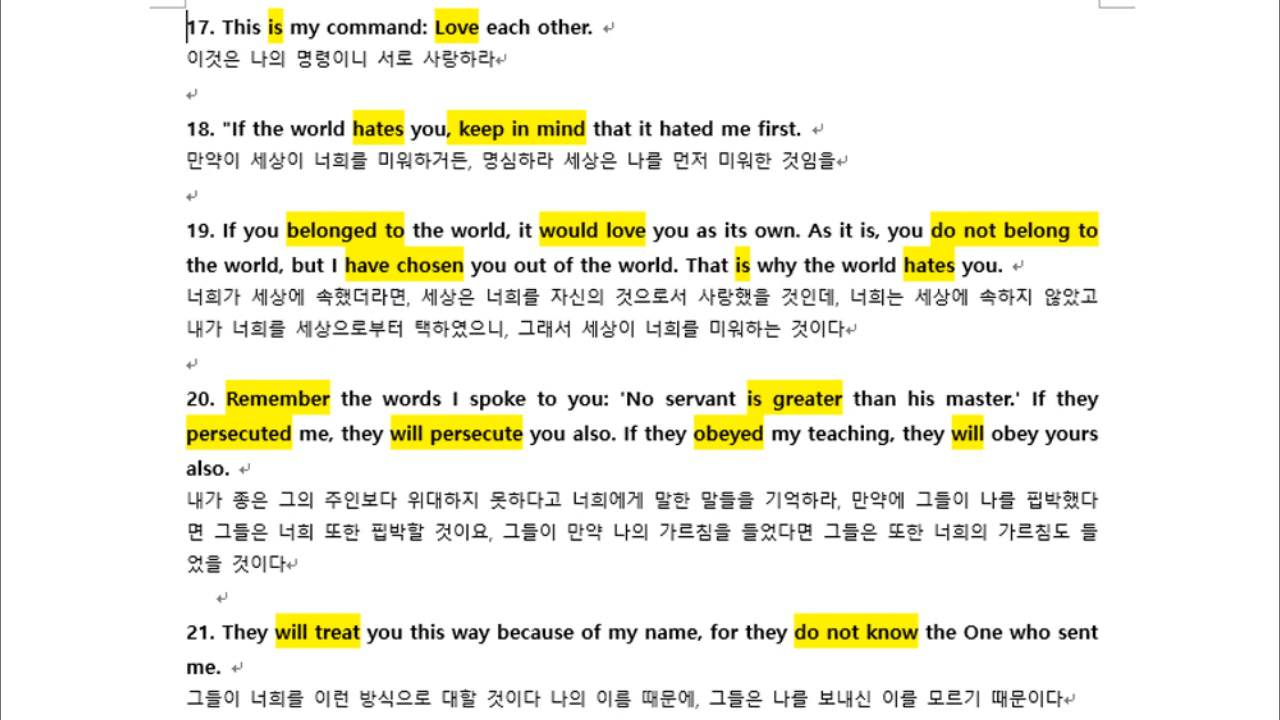 17. This is my command: Love each other.
이것은 나의 명령이니 서로 사랑하라
18. "If the world hates you, keep in mind that it hated me first.
만약이 세상이 너희를 미워하거든, 명심하라 세상은 나를 먼저 미워한 것임을
19. If you belonged to the world, it would love you as its own. As it is, you do not belong to
the world, but I have chosen you out of the world. That is why the world hates you.
너희가 세상에 속했더라면, 세상은 너희를 자신의 것으로서 사랑했을 것인데, 너희는 세상에 속하지 않았고
내가 너희를 세상으로부터 택하였으니, 그래서 세상이 너희를 미워하는 것이다
20. Remember the words I spoke to you: 'No servant is greater than his master.' If they
persecuted me, they will persecute you also. If they obeyed my teaching, they will obey yours
also.
내가 종은 그의 주인보다 위대하지 못하다고 너희에게 말한 말들을 기억하라, 만약에 그들이 나를 핍박했다
면 그들은 너희 또한 핍박할 것이요, 그들이 만약 나의 가르침을 들었다면 그들은 또한 너희의 가르침도 들
었을 것이다
21. They will treat you this way because of my name, for they do not know the One who sent
me.
그들이 너희를 이런 방식으로 대할 것이다 나의 이름 때문에, 그들은 나를 보내신 이를 모르기 때문이다